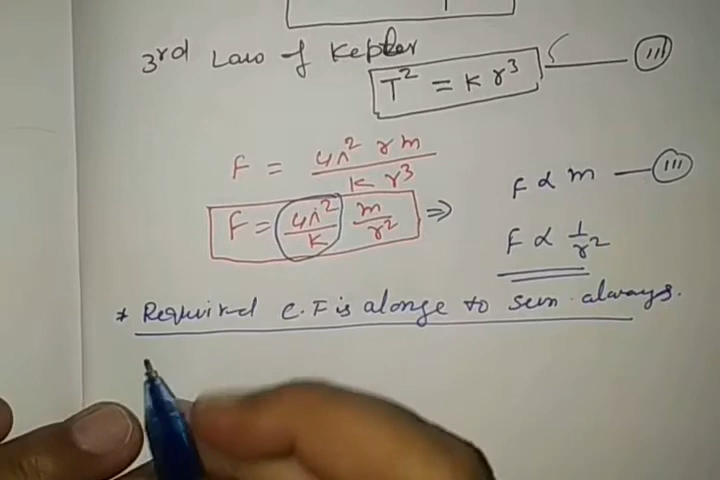 3rd Law of Kepler
T² = K r³ (iii)
F = 4π² r m / K r³
F ∝ m (iii)
F = 4π²/K m/r² ⇒
F ∝ 1/r²
* Required C.F is alonge to sun always.